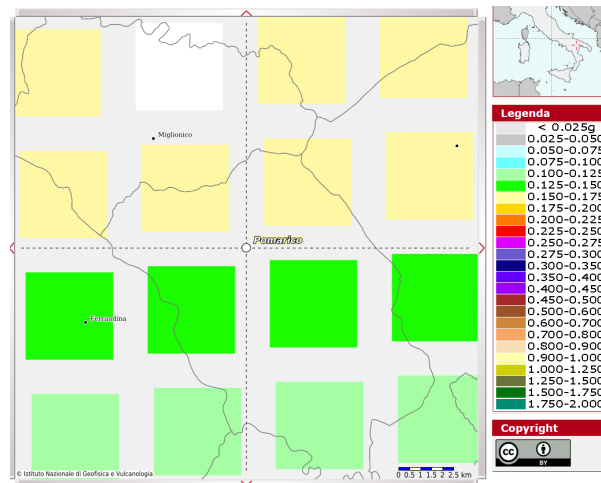 Miglionico
Pomarico
Ferrandina
© Istituto Nazionale di Geofisica e Vulcanologia
0 0.5 1 1.5 2 2.5 km
Legenda
< 0.025g
0.025-0.050
0.050-0.075
0.075-0.100
0.100-0.125
0.125-0.150
0.150-0.175
0.175-0.200
0.200-0.225
0.225-0.250
0.250-0.275
0.275-0.300
0.300-0.350
0.350-0.400
0.400-0.450
0.450-0.500
0.500-0.600
0.600-0.700
0.700-0.800
0.800-0.900
0.900-1.000
1.000-1.250
1.250-1.500
1.500-1.750
1.750-2.000
Copyright
cc
BY